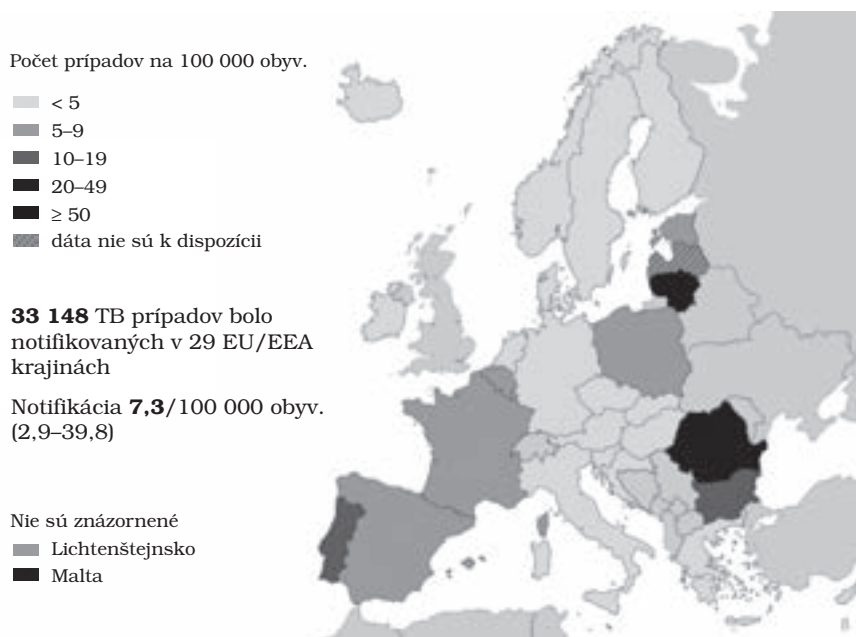 Počet prípadov na 100 000 obyv.
< 5
5–9
10–19
20–49
≥ 50
dáta nie sú k dispozícii
33 148 TB prípadov bolo
notifikovaných v 29 EU/EEA
krajinách
Notifikácia 7,3/100 000 obyv.
(2,9–39,8)
Nie sú znázornené
Lichtenštejnsko
Malta